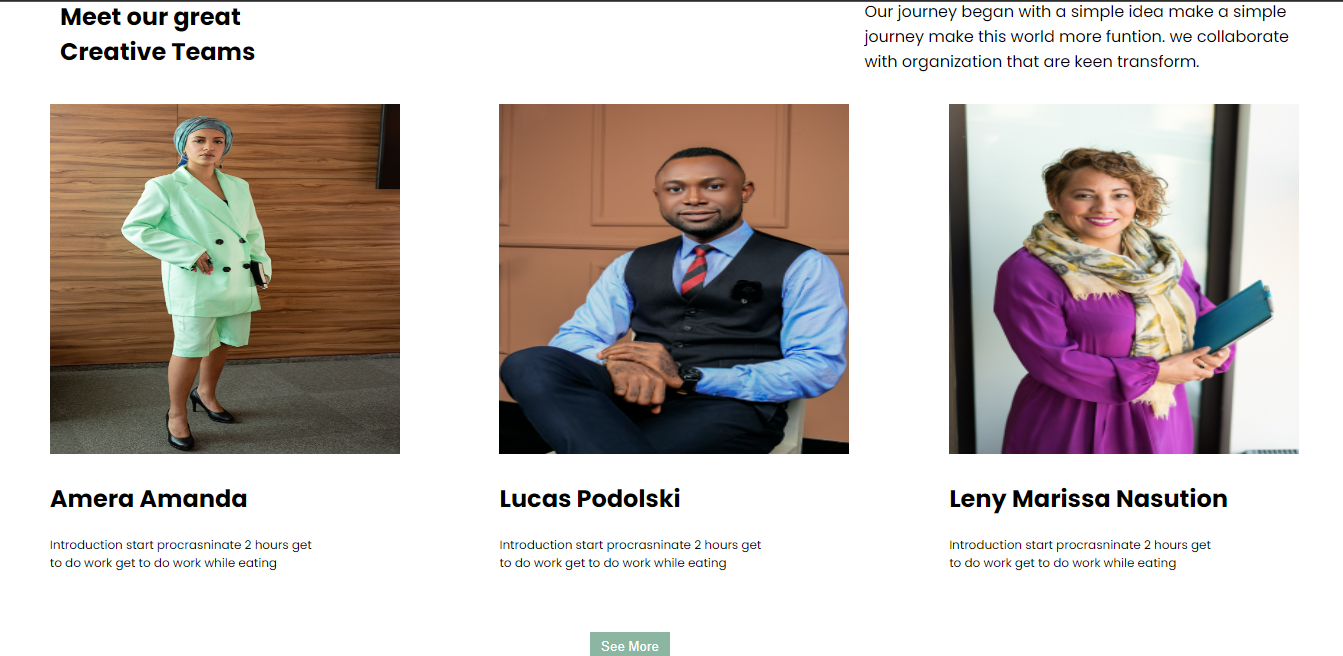 Meet our great
Creative Teams
Our journey began with a simple idea make a simple
journey make this world more funtion. we collaborate
with organization that are keen transform.
Amera Amanda
Introduction start procrasninate 2 hours get
to do work get to do work while eating
Lucas Podolski
Introduction start procrasninate 2 hours get
to do work get to do work while eating
Leny Marissa Nasution
Introduction start procrasninate 2 hours get
to do work get to do work while eating
See More